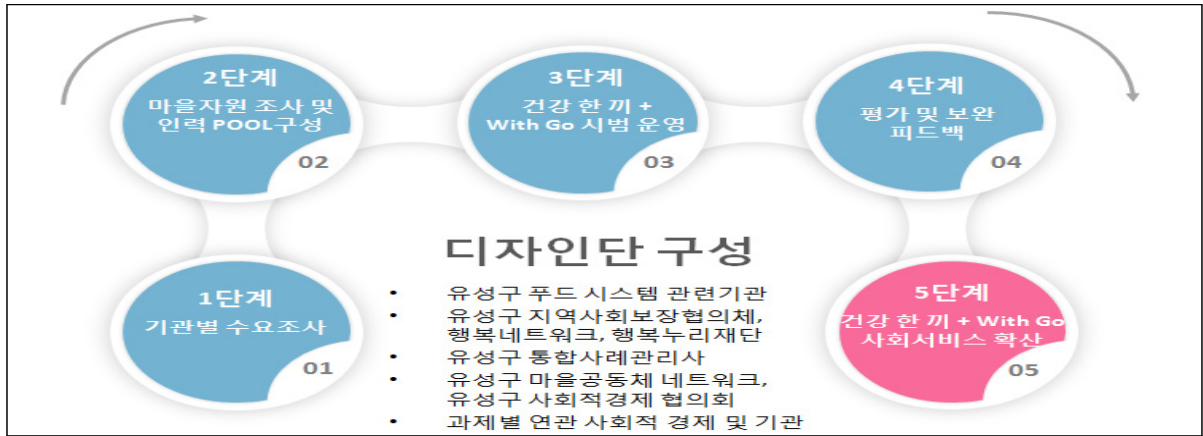 2단계
마을자원 조사 및
인력 POOL구성
02
3단계
건강 한 끼 +
With Go 시범 운영
03
4단계
평가 및 보완
피드백
04
1단계
기관별 수요조사
01
디자인단 구성
• 유성구 푸드 시스템 관련기관
• 유성구 지역사회보장협의체,
행복네트워크, 행복누리재단
• 유성구 통합사례관리사
• 유성구 마을공동체 네트워크,
유성구 사회적경제 협의회
• 과제별 연관 사회적 경제 및 기관
5단계
건강 한 끼 + With Go
사회서비스 확산
05